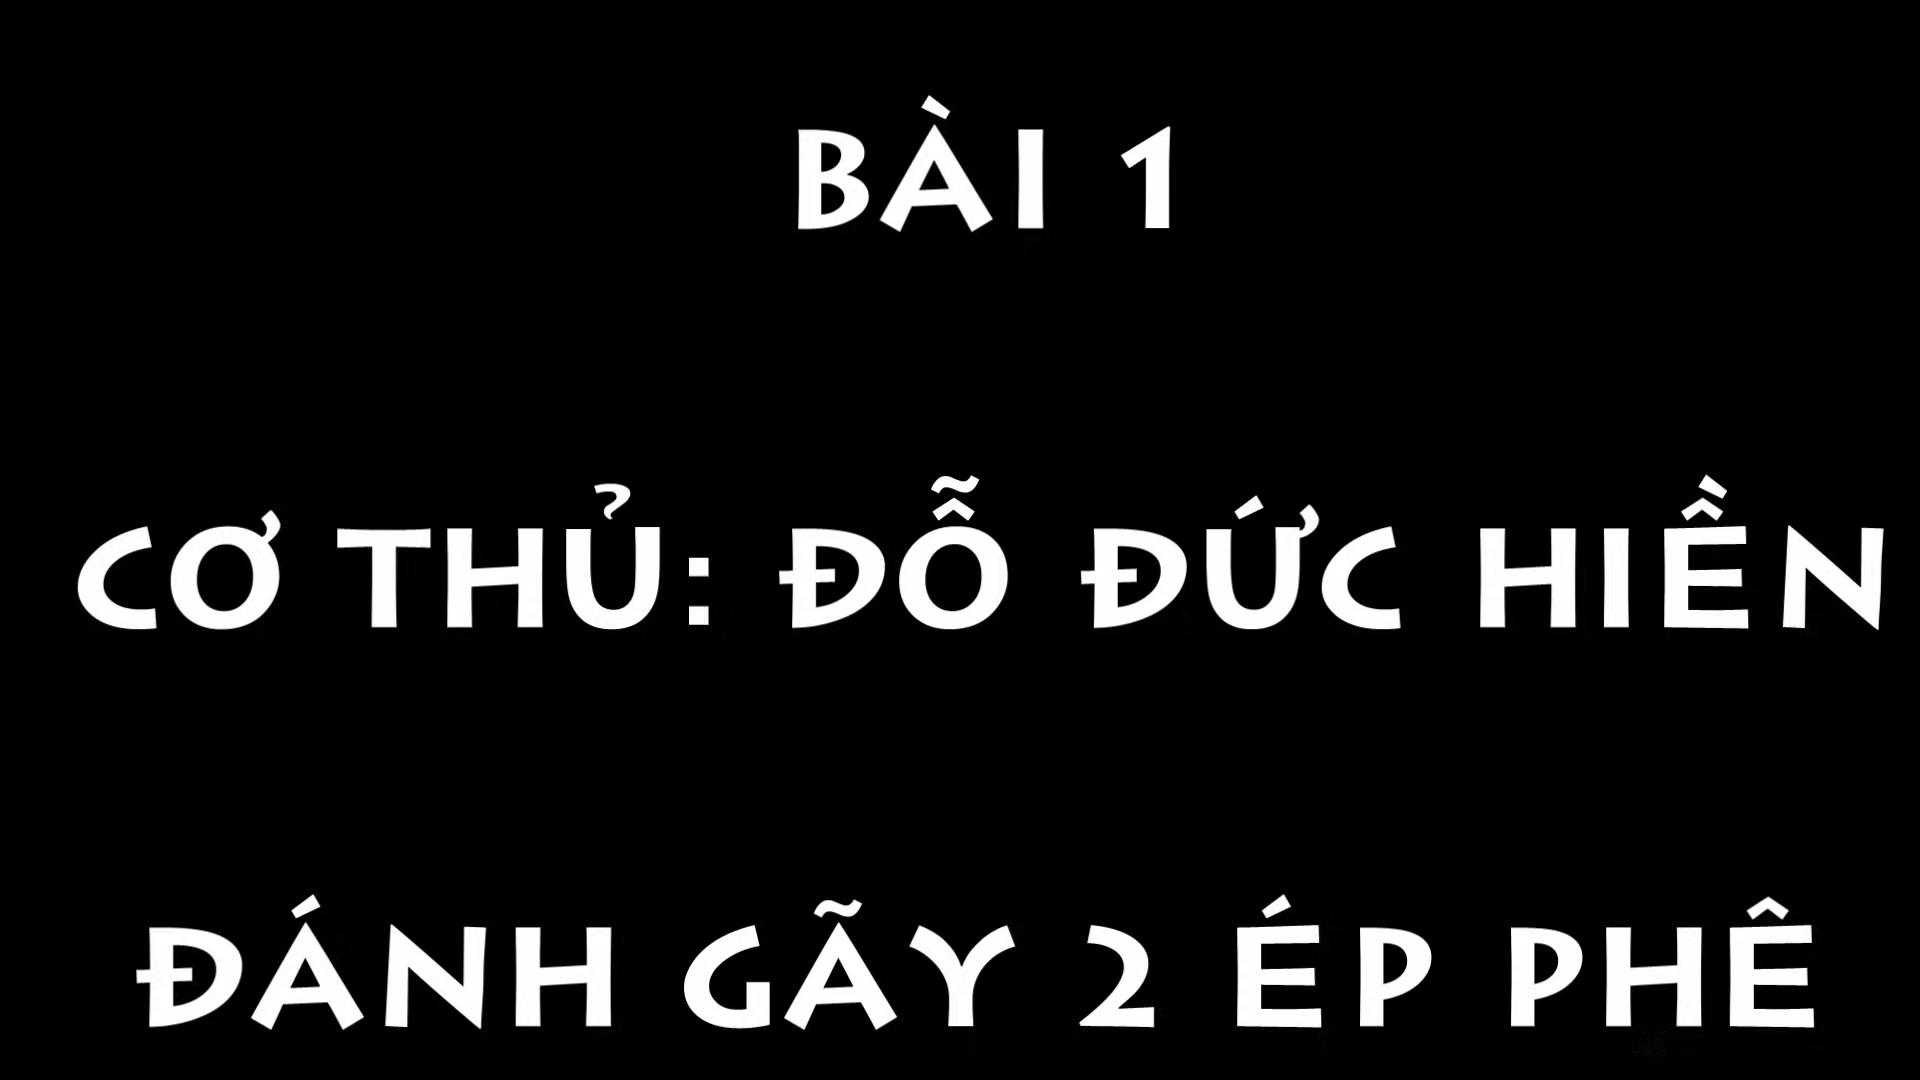 BÀI 1
CƠ THỦ: ĐỖ ĐỨC HIỀN
ĐÁNH GÃY 2 ÉP PHÊ